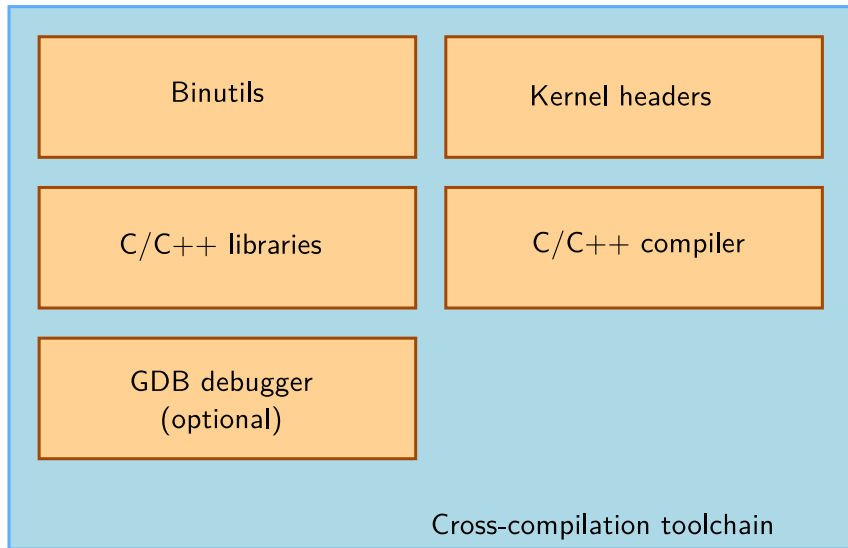 Binutils
Kernel headers
C/C++ libraries
C/C++ compiler
GDB debugger
(optional)
Cross-compilation toolchain